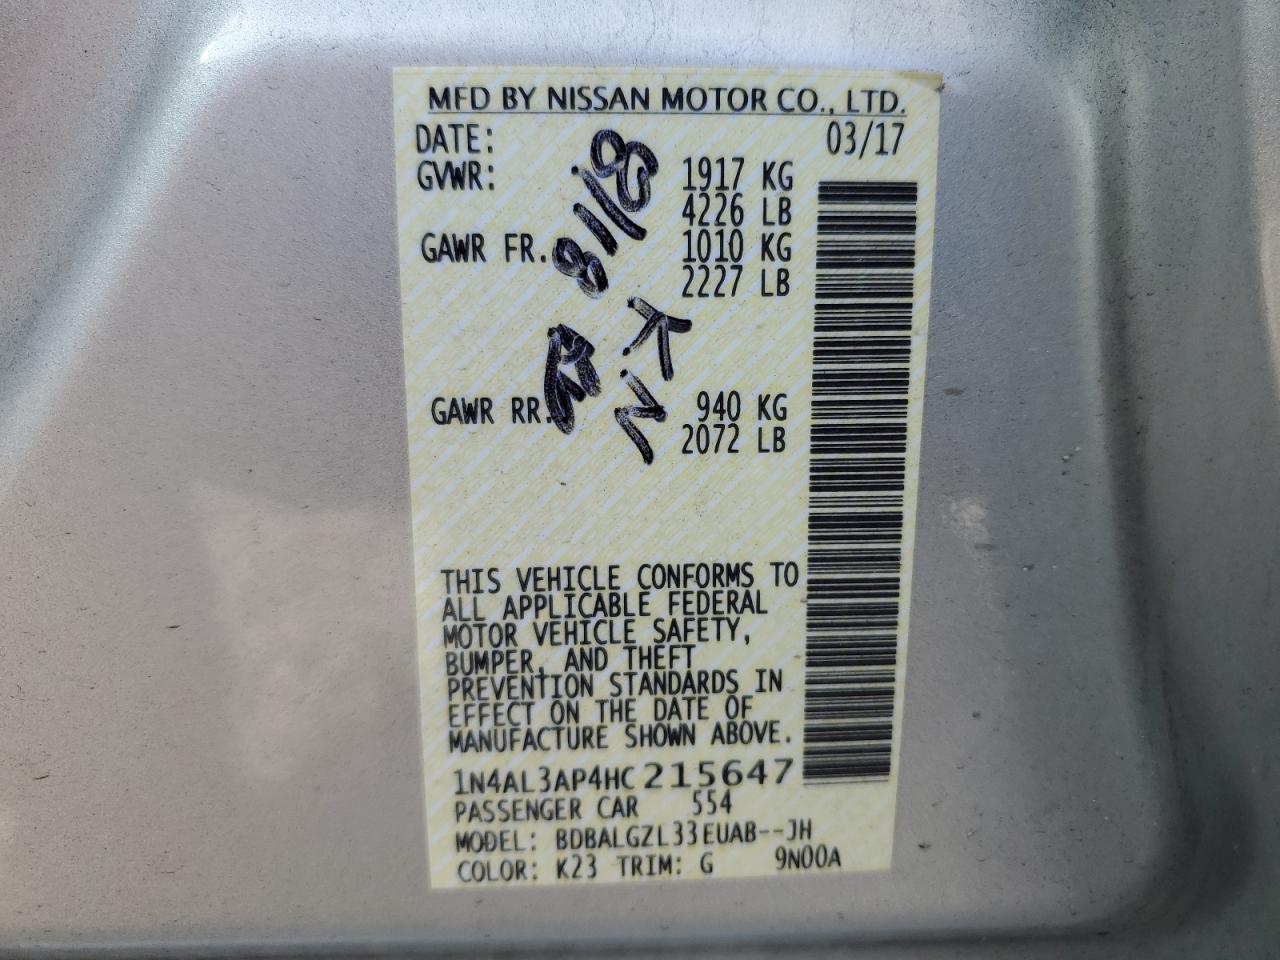 MFD BY NISSAN MOTOR CO., LTD.
DATE: 03/17
GVWR: 1917 KG
4226 LB
GAWR FR. 1010 KG
2227 LB
GAWR RR. 940 KG
2072 LB
THIS VEHICLE CONFORMS TO
ALL APPLICABLE FEDERAL
MOTOR VEHICLE SAFETY,
BUMPER, AND THEFT
PREVENTION STANDARDS IN
EFFECT ON THE DATE OF
MANUFACTURE SHOWN ABOVE.
1N4AL3AP4HC215647
PASSENGER CAR 554
MODEL: BDBALGZL33EUAB--JH
COLOR: K23 TRIM: G 9N00A